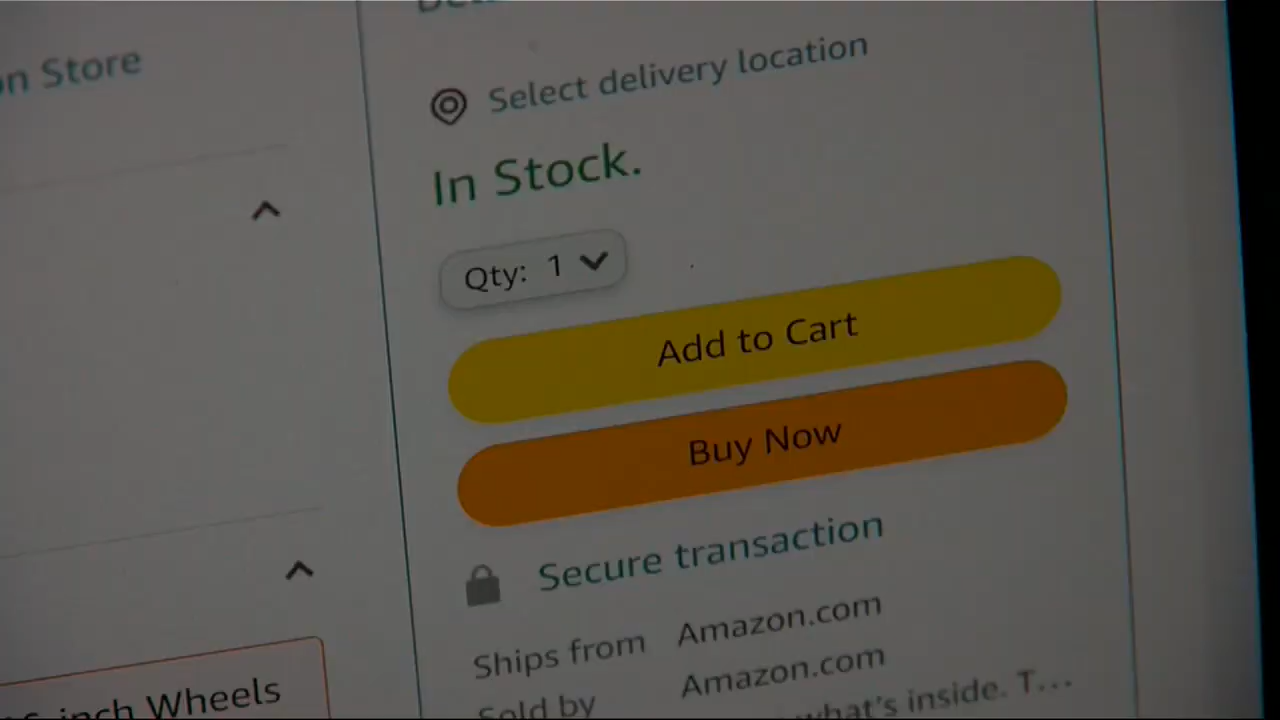 on Store
Select delivery location
In Stock.
Qty: 1
Add to Cart
Buy Now
Secure transaction
Ships from Amazon.com
Sold by Amazon.com
what's inside. T...
inch Wheels